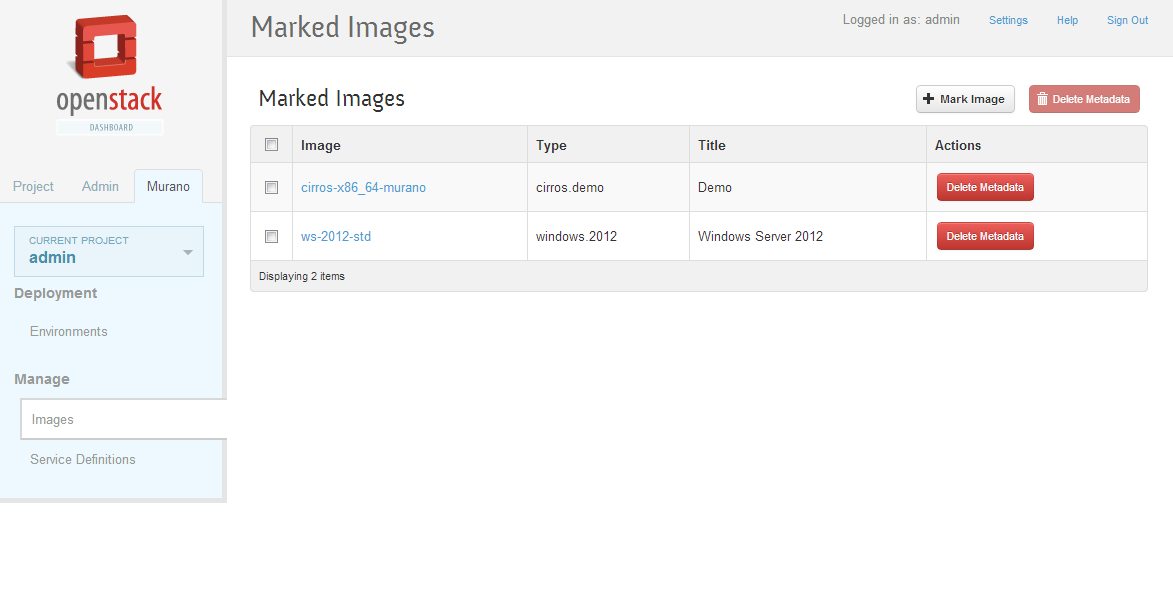 openstack
DASHBOARD
Project Admin Murano
CURRENT PROJECT
admin
Deployment
Environments
Manage
Images
Service Definitions
Marked Images
Logged in as: admin Settings Help Sign Out
Marked Images
Mark Image Delete Metadata
Image Type Title Actions
cirros-x86_64-murano cirros.demo Demo Delete Metadata
ws-2012-std windows.2012 Windows Server 2012 Delete Metadata
Displaying 2 items